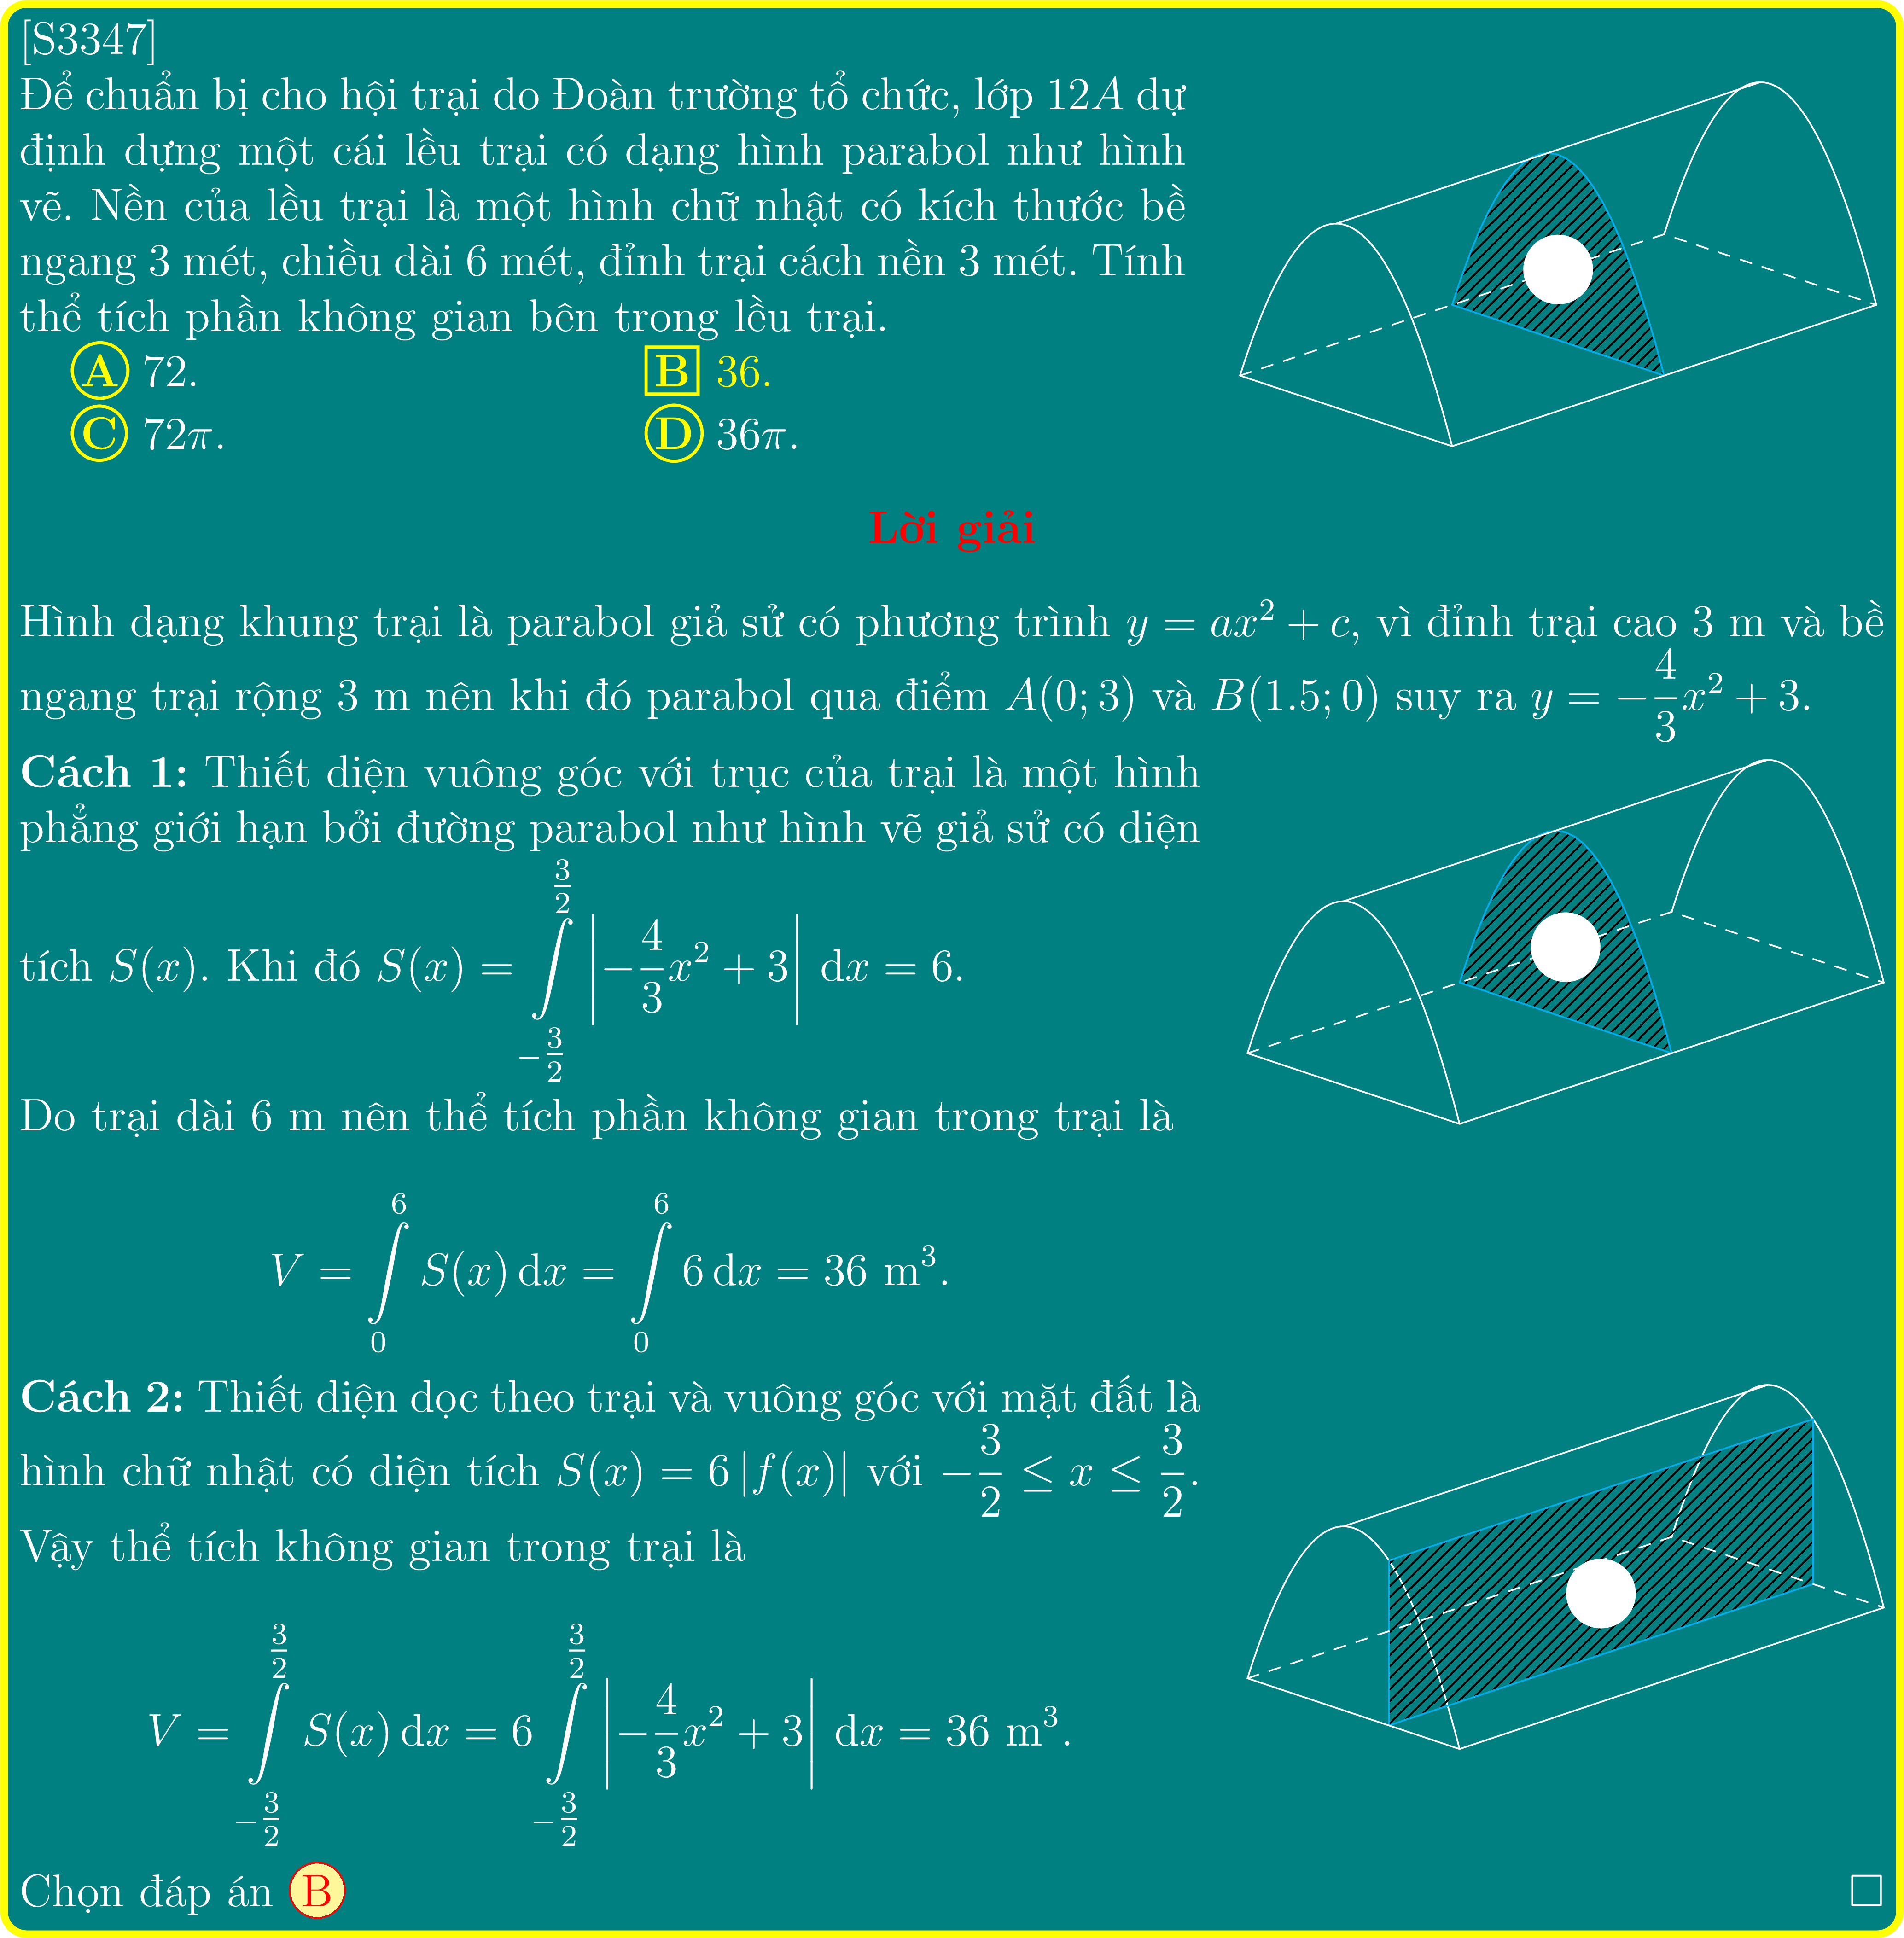 [S3347]
Để chuẩn bị cho hội trại do Đoàn trường tổ chức, lớp 12A dự
định dựng một cái lều trại có dạng hình parabol như hình
vẽ. Nền của lều trại là một hình chữ nhật có kích thước bề
ngang 3 mét, chiều dài 6 mét, đỉnh trại cách nền 3 mét. Tính
thể tích phần không gian bên trong lều trại.
A 72. B 36.
C 72π. D 36π.
Lời giải
Hình dạng khung trại là parabol giả sử có phương trình $y = ax^2 + c$, vì đỉnh trại cao 3 m và bề
ngang trại rộng 3 m nên khi đó parabol qua điểm $A(0; 3)$ và $B(1.5; 0)$ suy ra $y = -\dfrac{4}{3}x^2 + 3$.
Cách 1: Thiết diện vuông góc với trục của trại là một hình
phẳng giới hạn bởi đường parabol như hình vẽ giả sử có diện
tích $S(x)$. Khi đó $S(x) = \int\limits_{-\frac{3}{2}}^{\frac{3}{2}} \left|-\dfrac{4}{3}x^2 + 3\right| \mathrm{d}x = 6$.
Do trại dài 6 m nên thể tích phần không gian trong trại là
$V = \int\limits_{0}^{6} S(x)\,\mathrm{d}x = \int\limits_{0}^{6} 6\,\mathrm{d}x = 36 \text{ m}^3$.
Cách 2: Thiết diện dọc theo trại và vuông góc với mặt đất là
hình chữ nhật có diện tích $S(x) = 6\,|f(x)|$ với $-\dfrac{3}{2} \leq x \leq \dfrac{3}{2}$.
Vậy thể tích không gian trong trại là
$V = \int\limits_{-\frac{3}{2}}^{\frac{3}{2}} S(x)\,\mathrm{d}x = 6 \int\limits_{-\frac{3}{2}}^{\frac{3}{2}} \left|-\dfrac{4}{3}x^2 + 3\right| \mathrm{d}x = 36 \text{ m}^3$.
Chọn đáp án B □